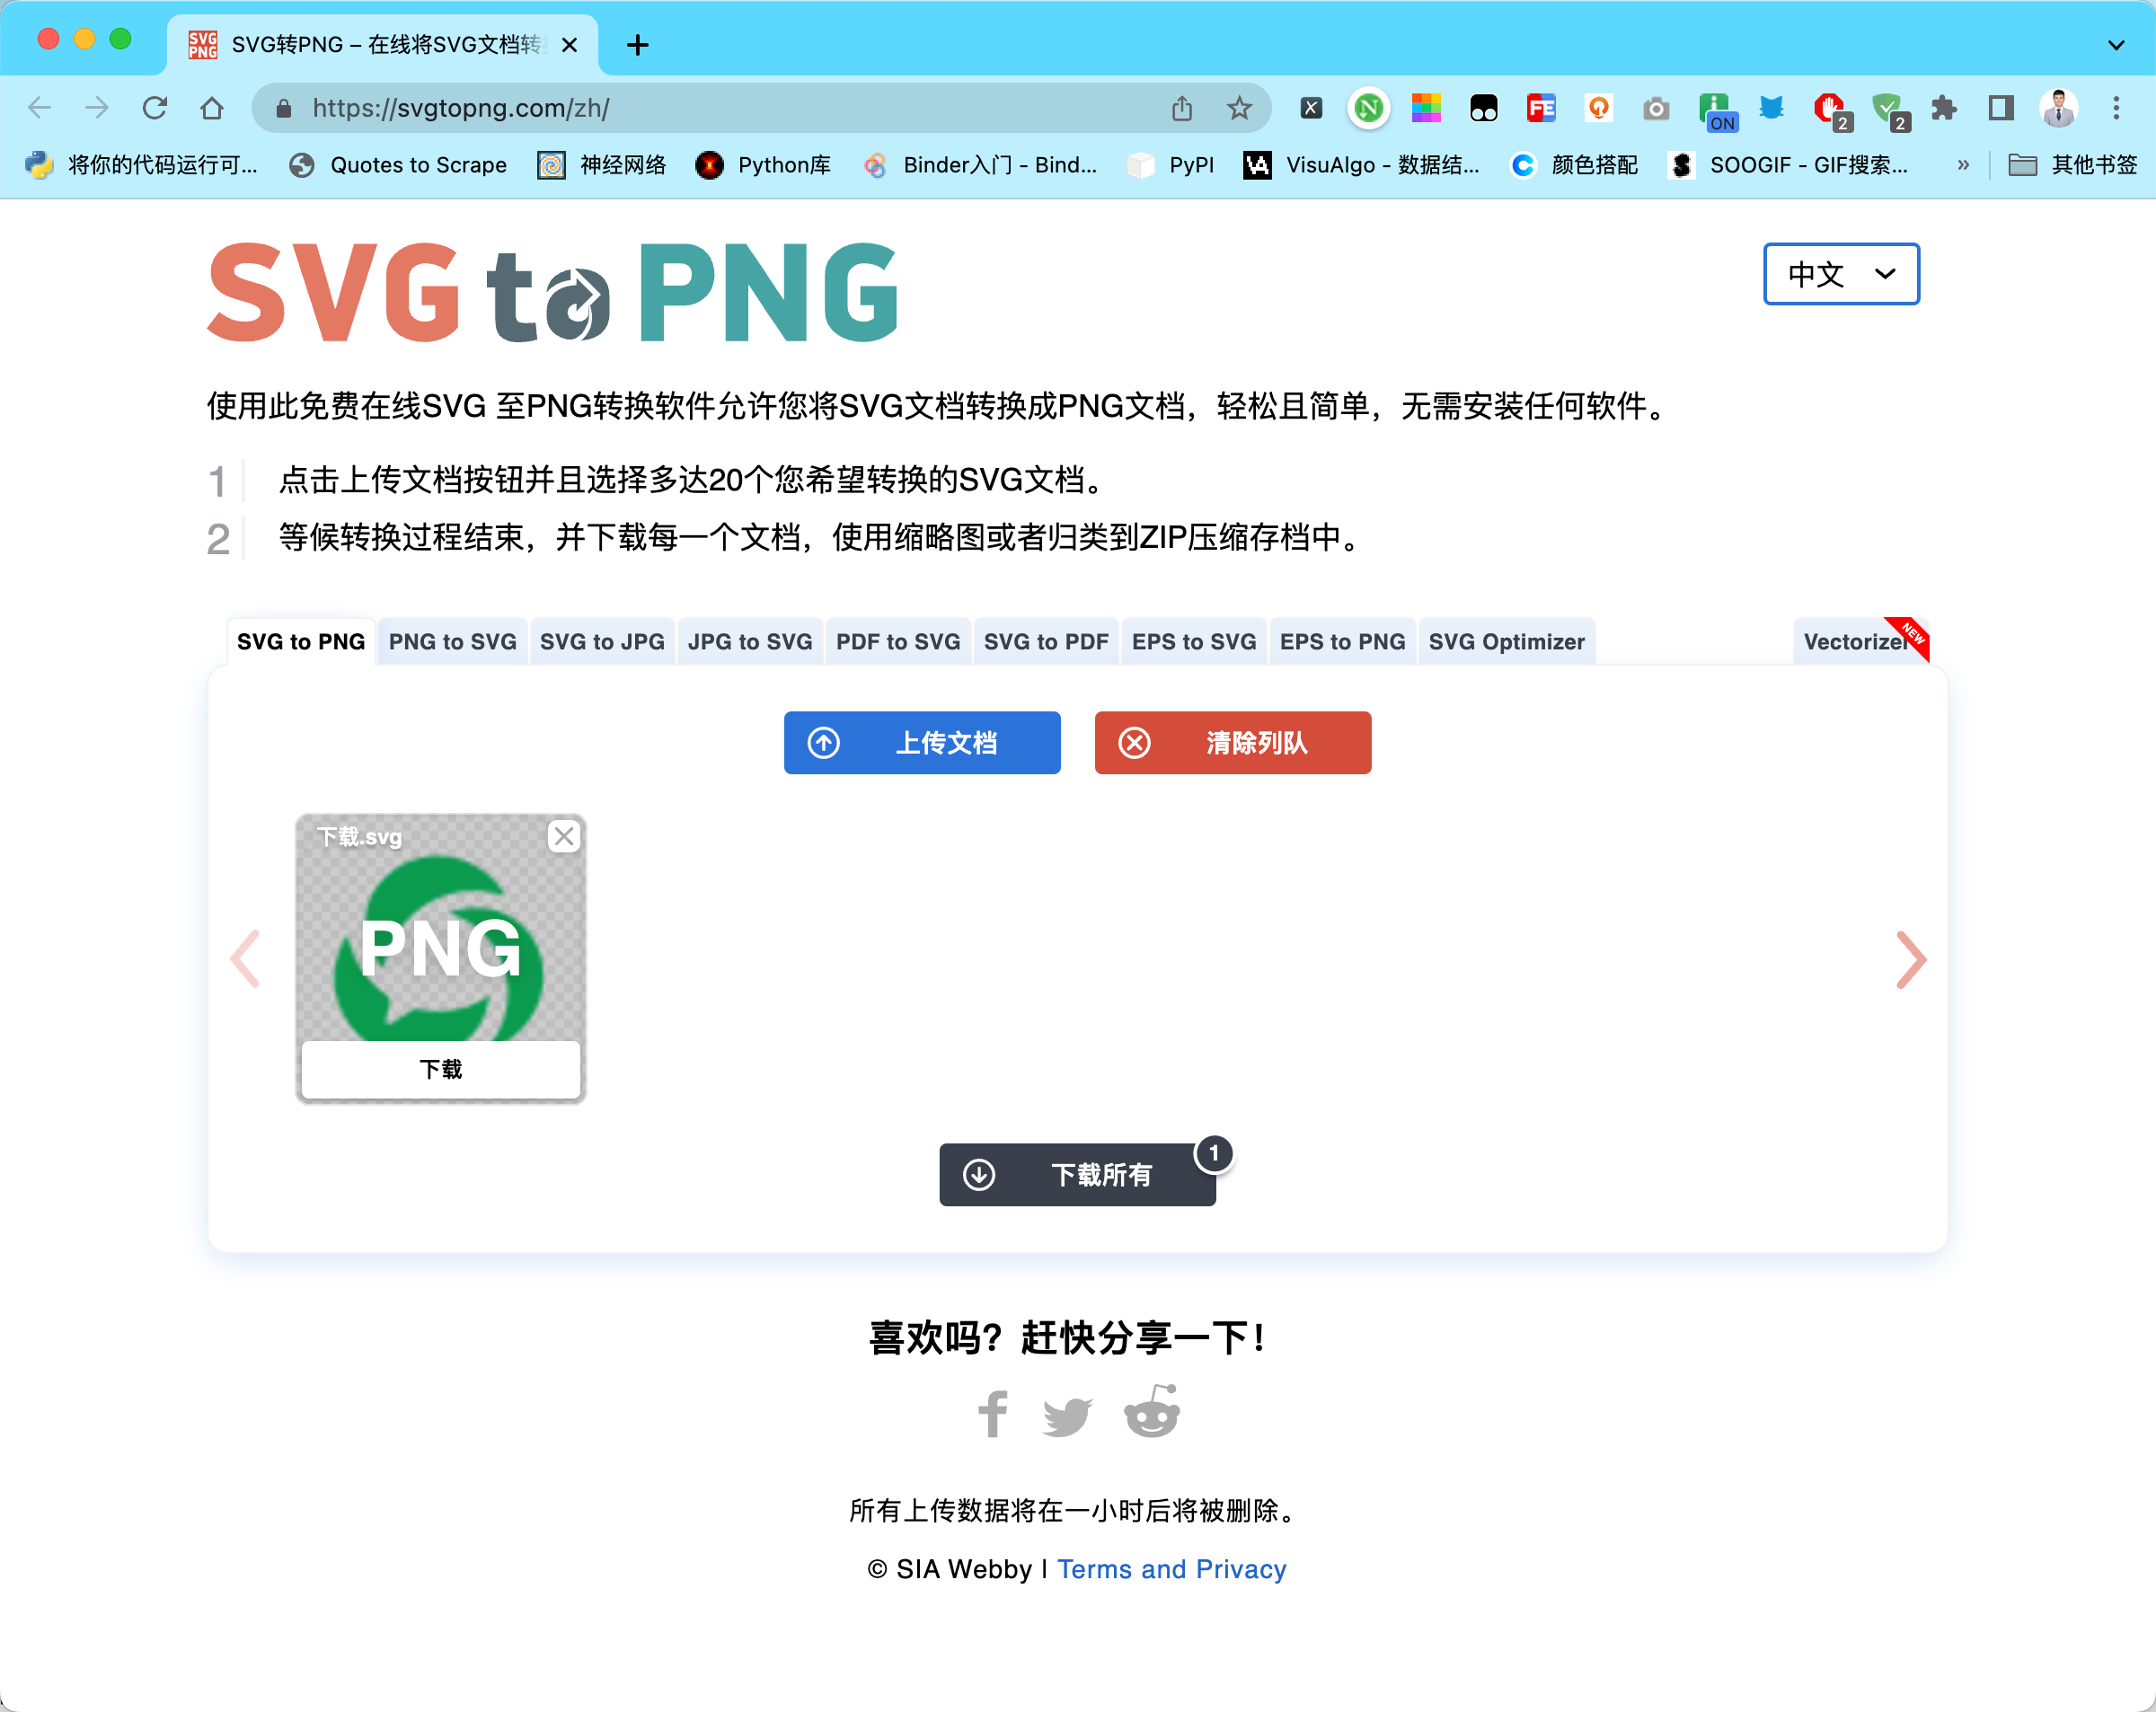 SVG转PNG – 在线将SVG文档转
https://svgtopng.com/zh/
ON
2
2
将你的代码运行可...
Quotes to Scrape
神经网络
Python库
Binder入门 - Bind...
PyPI
VisuAlgo - 数据结...
颜色搭配
SOOGIF - GIF搜索...
»
其他书签
SVG to PNG
中文
使用此免费在线SVG 至PNG转换软件允许您将SVG文档转换成PNG文档，轻松且简单，无需安装任何软件。
1 点击上传文档按钮并且选择多达20个您希望转换的SVG文档。
2 等候转换过程结束，并下载每一个文档，使用缩略图或者归类到ZIP压缩存档中。
SVG to PNG
PNG to SVG
SVG to JPG
JPG to SVG
PDF to SVG
SVG to PDF
EPS to SVG
EPS to PNG
SVG Optimizer
Vectorizer
NEW
上传文档
清除列队
下载.svg
PNG
下载
下载所有
1
喜欢吗？赶快分享一下！
所有上传数据将在一小时后将被删除。
© SIA Webby | Terms and Privacy